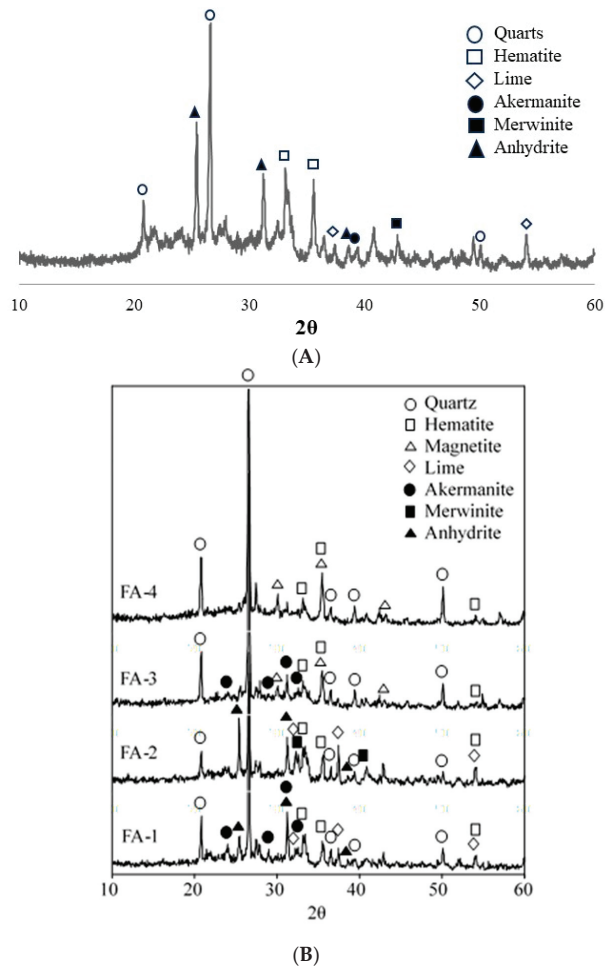 Quarts
Hematite
Lime
Akermanite
Merwinite
Anhydrite
10 20 30 40 50 60
2θ
(A)
Quartz
Hematite
Magnetite
Lime
Akermanite
Merwinite
Anhydrite
FA-4
FA-3
FA-2
FA-1
10 20 30 40 50 60
2θ
(B)